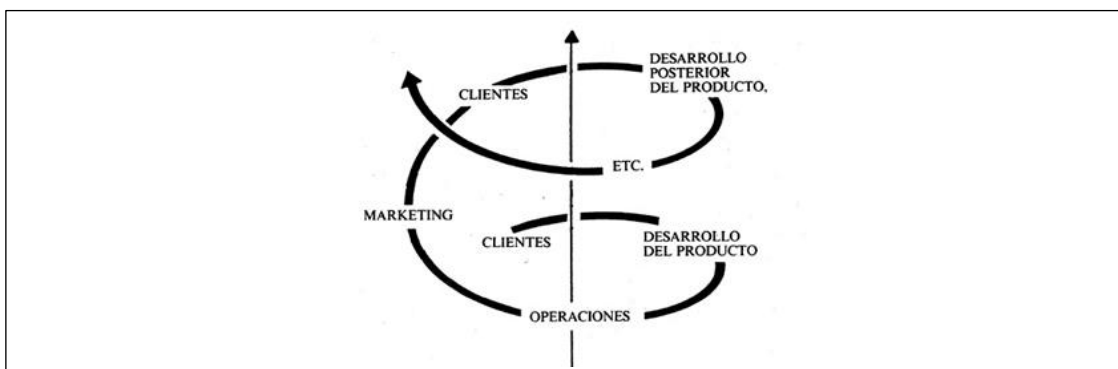 DESARROLLO
POSTERIOR
DEL PRODUCTO,
CLIENTES
ETC.
MARKETING
CLIENTES
DESARROLLO
DEL PRODUCTO
OPERACIONES